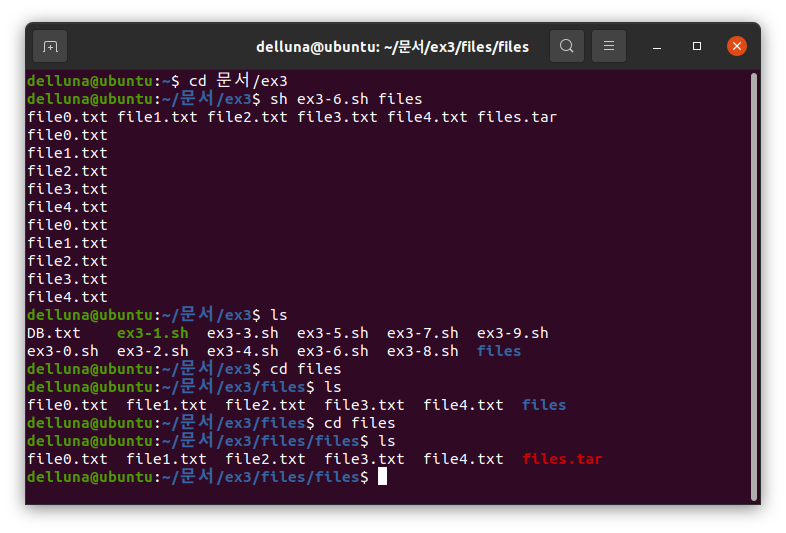 delluna@ubuntu: ~/문서/ex3/files/files
delluna@ubuntu:~$ cd 문서/ex3
delluna@ubuntu:~/문서/ex3$ sh ex3-6.sh files
file0.txt file1.txt file2.txt file3.txt file4.txt files.tar
file0.txt
file1.txt
file2.txt
file3.txt
file4.txt
file0.txt
file1.txt
file2.txt
file3.txt
file4.txt
delluna@ubuntu:~/문서/ex3$ ls
DB.txt    ex3-1.sh  ex3-3.sh  ex3-5.sh  ex3-7.sh  ex3-9.sh
ex3-0.sh  ex3-2.sh  ex3-4.sh  ex3-6.sh  ex3-8.sh  files
delluna@ubuntu:~/문서/ex3$ cd files
delluna@ubuntu:~/문서/ex3/files$ ls
file0.txt  file1.txt  file2.txt  file3.txt  file4.txt  files
delluna@ubuntu:~/문서/ex3/files$ cd files
delluna@ubuntu:~/문서/ex3/files/files$ ls
file0.txt  file1.txt  file2.txt  file3.txt  file4.txt  files.tar
delluna@ubuntu:~/문서/ex3/files/files$